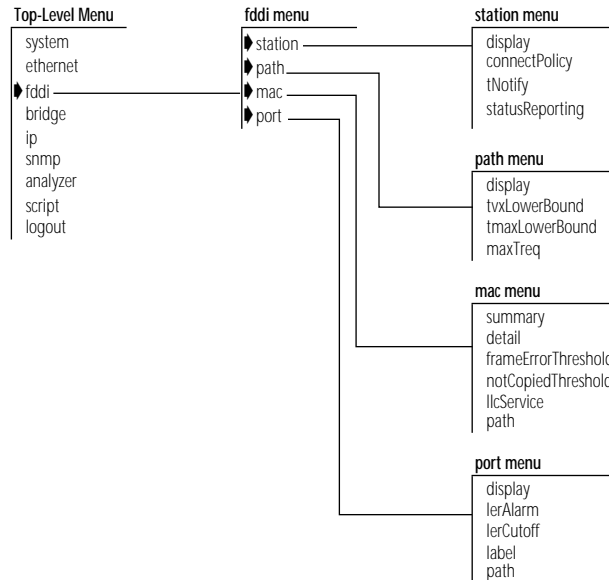 Top-Level Menu
system
ethernet
fddi
bridge
ip
snmp
analyzer
script
logout
fddi menu
station
path
mac
port
station menu
display
connectPolicy
tNotify
statusReporting
path menu
display
tvxLowerBound
tmaxLowerBound
maxTreq
mac menu
summary
detail
frameErrorThreshold
notCopiedThreshold
llcService
path
port menu
display
lerAlarm
lerCutoff
label
path